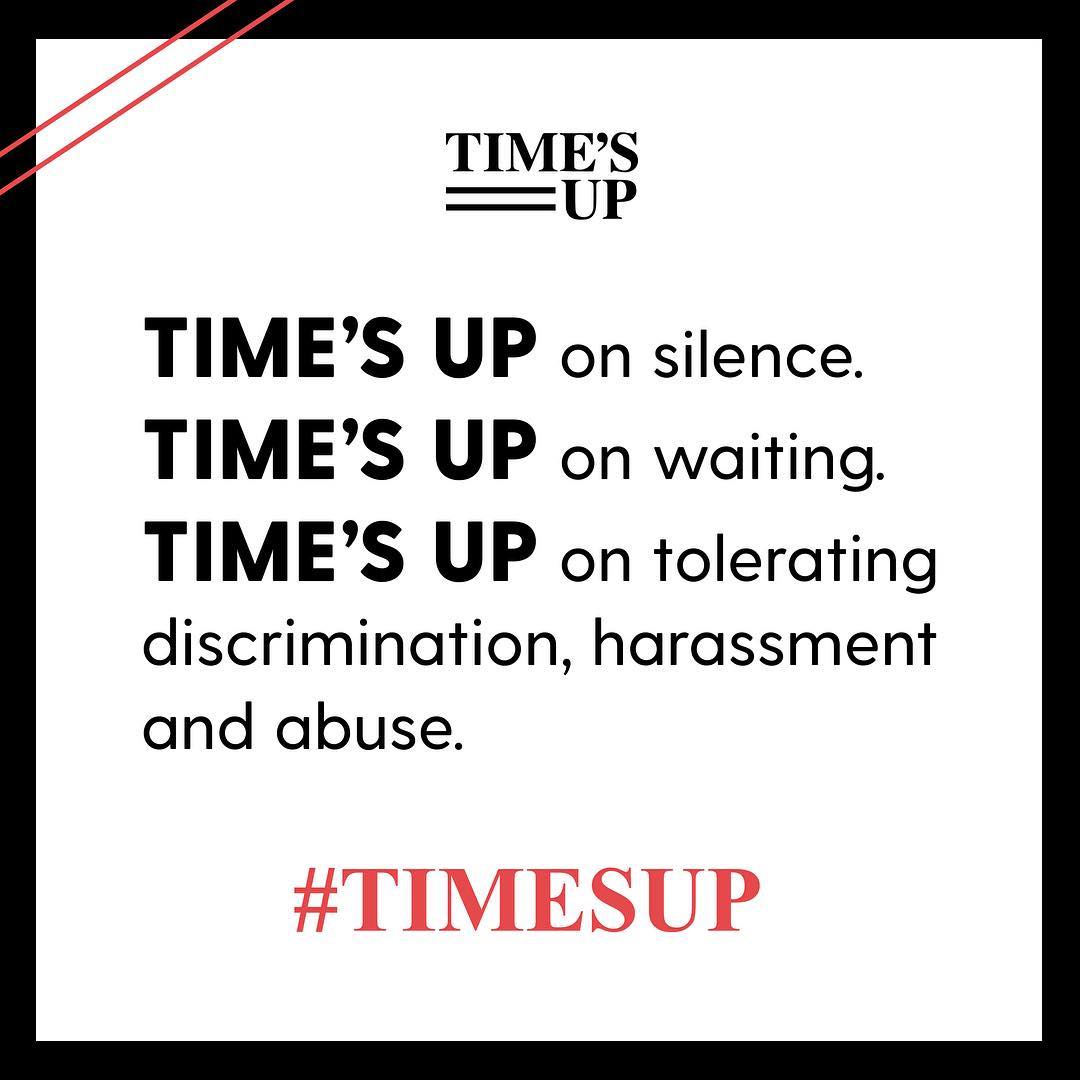 TIME’S
UP
TIME’S UP on silence.
TIME’S UP on waiting.
TIME’S UP on tolerating
discrimination, harassment
and abuse.
#TIMESUP